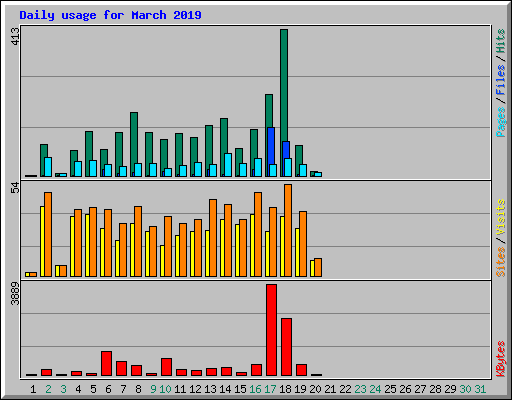 Daily usage for March 2019
413
54
3889
Pages / Files / Hits
Sites / Visits
KBytes
1 2 3 4 5 6 7 8 9 10 11 12 13 14 15 16 17 18 19 20 21 22 23 24 25 26 27 28 29 30 31